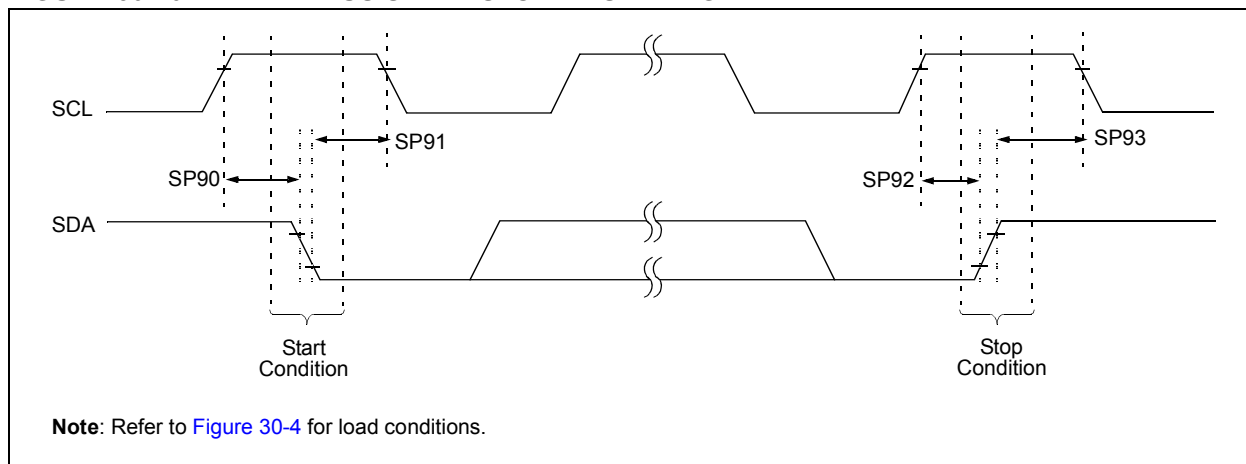 SCL
SP91
SP93
SP90
SP92
SDA
Start
Condition
Stop
Condition
Note: Refer to Figure 30-4 for load conditions.